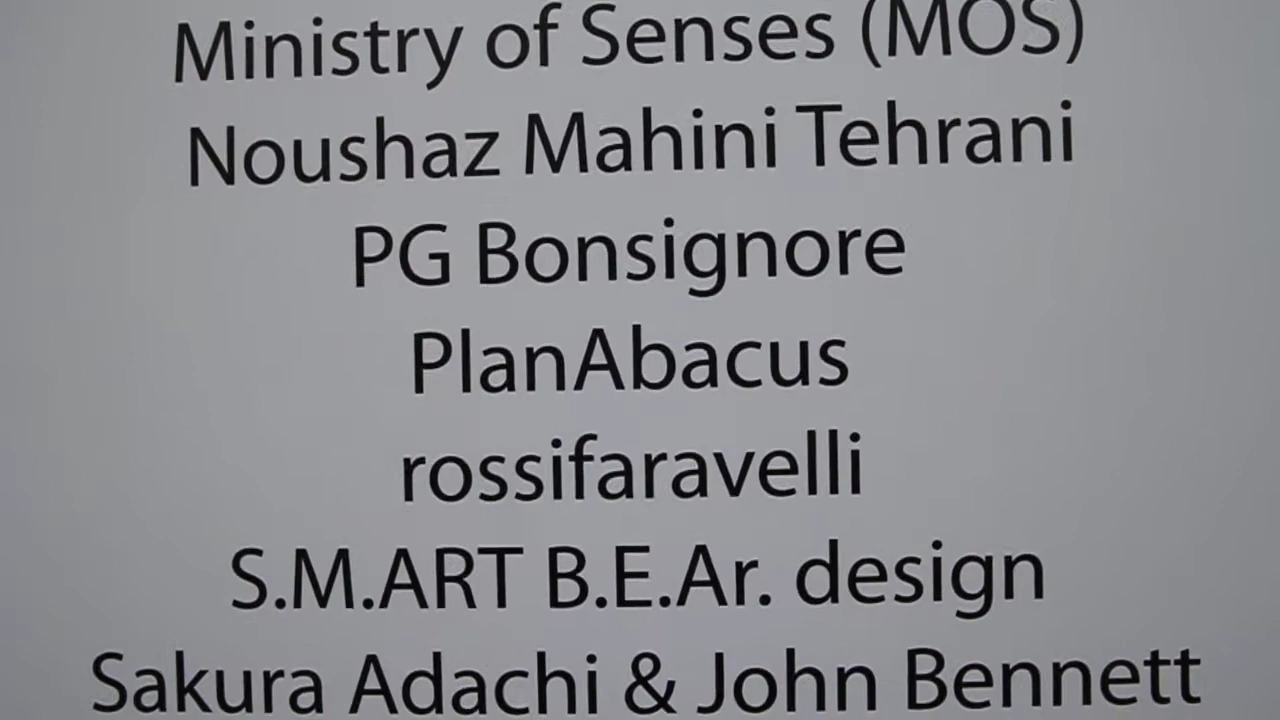 Ministry of Senses (MOS)
Noushaz Mahini Tehrani
PG Bonsignore
PlanAbacus
rossifaravelli
S.M.ART B.E.Ar. design
Sakura Adachi & John Bennett